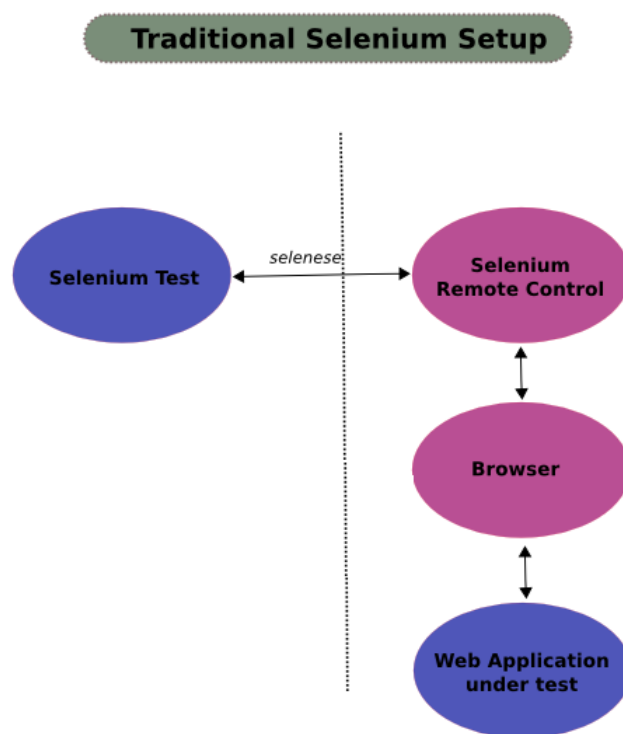 Traditional Selenium Setup
selenese
Selenium Test
Selenium
Remote Control
Browser
Web Application
under test